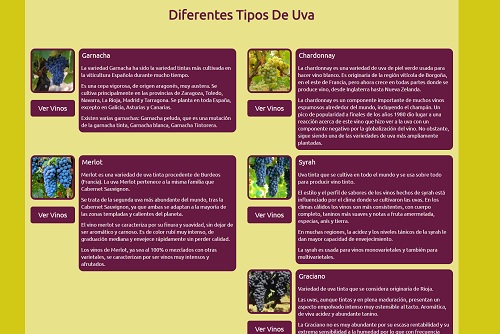 Diferentes Tipos De Uva
Garnacha
La variedad Garnacha ha sido la variedad tintas más cultivada en
la viticultura Española durante mucho tiempo.
Es una cepa vigorosa, de origen aragonés, muy austera. Se
cultiva principalmente en las provincias de Zaragoza, Toledo,
Navarra, La Rioja, Madrid y Tarragona. Se planta en toda España,
excepto en Galicia, Asturias y Canarias.
Existen varias garnachas: Garnacha peluda, que es una mutación
de la garnacha tinta, Garnacha blanca, Garnacha Tintorera.
Ver Vinos
Chardonnay
La chardonnay es una variedad de uva de piel verde usada para
hacer vino blanco. Es originaria de la región vitícola de Borgoña,
en el este de Francia, pero ahora crece en todas partes donde se
produce vino, desde Inglaterra hasta Nueva Zelanda.
La chardonnay es un componente importante de muchos vinos
espumosos alrededor del mundo, incluyendo el champán. Un
pico de popularidad a finales de los años 1980 dio lugar a una
reacción acerca de este vino que hizo ver a la uva con un
componente negativo por la globalización del vino. No obstante,
sigue siendo una de las variedades de uva más ampliamente
plantadas.
Ver Vinos
Merlot
Merlot es una variedad de uva tinta procedente de Burdeos
(Francia). La uva Merlot pertenece a la misma familia que
Cabernet Sauvignon.
Se trata de la segunda uva más abundante del mundo, tras la
Cabernet Sauvignon, ya que ambas se adaptan a la mayoría de
las zonas templadas y calientes del planeta.
El vino merlot se caracteriza por su finura y suavidad, sin dejar de
ser aromático y carnoso. Es de color rubí muy intenso, de
graduación mediana y envejece rápidamente sin perder calidad.
Los vinos de Merlot, ya sea al 100% o mezclados con otras
varietales, se caracterizan por ser vinos muy intensos y
afrutados.
Ver Vinos
Syrah
Uva tinta que se cultiva en todo el mundo y se usa sobre todo
para producir vino tinto.
El estilo y el perfil de sabores de los vinos hechos de syrah está
influenciado por el clima donde se cultivaron las uvas. En los
climas cálidos los vinos son más consistentes, con cuerpo
completo, taninos más suaves y notas a fruta amermelada,
especias, anís y tierra.
En muchas regiones, la acidez y los niveles tánicos de la syrah le dan
mayor capacidad de envejecimiento.
La syrah es usada para vinos monovarietales y también para
multivarietales.
Ver Vinos
Graciano
Variedad de uva tinta que se considera originaria de Rioja.
Las uvas, aunque tintas y en plena maduración, presentan un
aspecto empolvado intenso muy ostensible al tacto. Aromática,
de viva acidez y abundante tanino.
La Graciano no es muy abundante por su escasa rentabilidad y su
extrema sensibilidad a la humedad por lo que con frecuencia
Ver Vinos